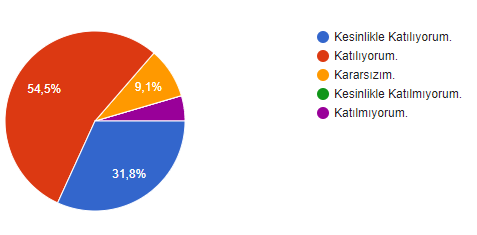 54,5%
9,1%
31,8%
Kesinlikle Katılıyorum.
Katılıyorum.
Kararsızım.
Kesinlikle Katılmıyorum.
Katılmıyorum.